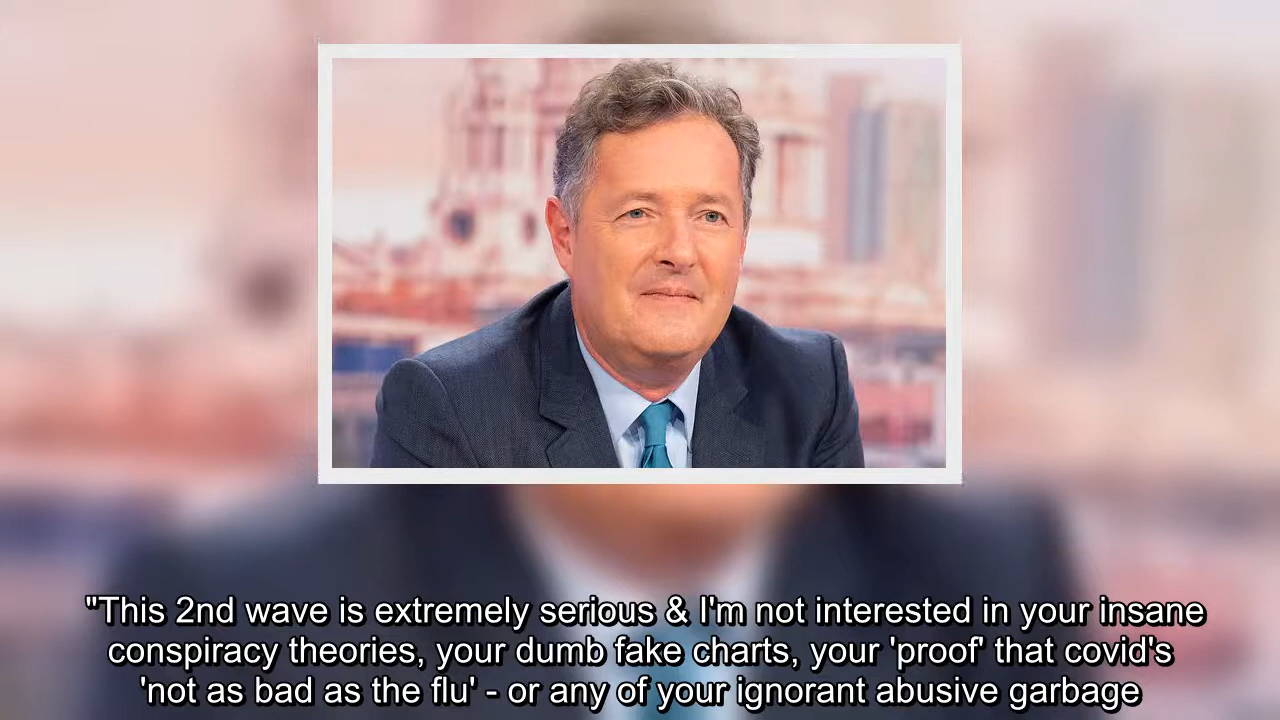 "This 2nd wave is extremely serious & I'm not interested in your insane
conspiracy theories, your dumb fake charts, your 'proof' that covid's
'not as bad as the flu' - or any of your ignorant abusive garbage